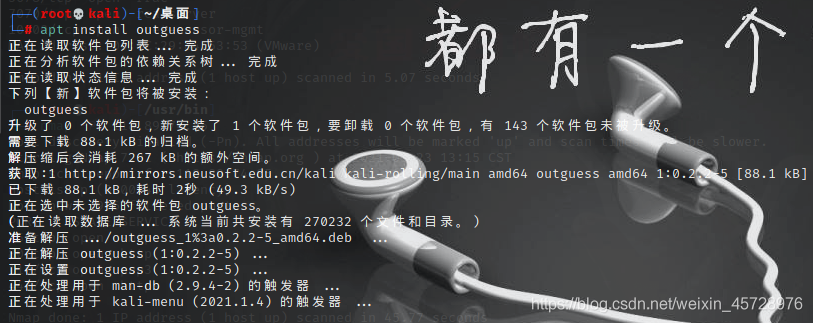 ┌──(root💀kali)-[~/桌面]
└─# apt install outguess
正在读取软件包列表... 完成
正在分析软件包的依赖关系树... 完成
正在读取状态信息... 完成
下列【新】软件包将被安装：
  outguess
升级了 0 个软件包，新安装了 1 个软件包，要卸载 0 个软件包，有 143 个软件包未被升级。
需要下载 88.1 kB 的归档。
解压缩后会消耗 267 kB 的额外空间。
获取:1 http://mirrors.neusoft.edu.cn/kali kali-rolling/main amd64 outguess amd64 1:0.2.2-5 [88.1 kB]
已下载 88.1 kB，耗时 2秒 (49.3 kB/s)
正在选中未选择的软件包 outguess。
(正在读取数据库 ... 系统当前共安装有 270232 个文件和目录。)
准备解压 .../outguess_1%3a0.2.2-5_amd64.deb  ...
正在解压 outguess (1:0.2.2-5) ...
正在设置 outguess (1:0.2.2-5) ...
正在处理用于 man-db (2.9.4-2) 的触发器 ...
正在处理用于 kali-menu (2021.1.4) 的触发器 ...
都有一个
https://blog.csdn.net/weixin_45728976